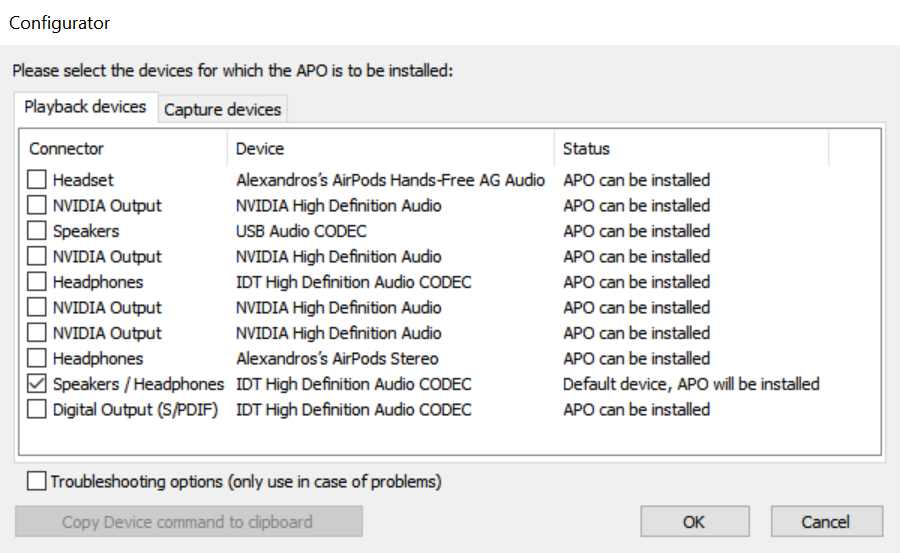 Configurator
Please select the devices for which the APO is to be installed:
Playback devices Capture devices
Connector Device Status
Headset Alexandros's AirPods Hands-Free AG Audio APO can be installed
NVIDIA Output NVIDIA High Definition Audio APO can be installed
Speakers USB Audio CODEC APO can be installed
NVIDIA Output NVIDIA High Definition Audio APO can be installed
Headphones IDT High Definition Audio CODEC APO can be installed
NVIDIA Output NVIDIA High Definition Audio APO can be installed
NVIDIA Output NVIDIA High Definition Audio APO can be installed
Headphones Alexandros's AirPods Stereo APO can be installed
Speakers / Headphones IDT High Definition Audio CODEC Default device, APO will be installed
Digital Output (S/PDIF) IDT High Definition Audio CODEC APO can be installed
Troubleshooting options (only use in case of problems)
Copy Device command to clipboard OK Cancel